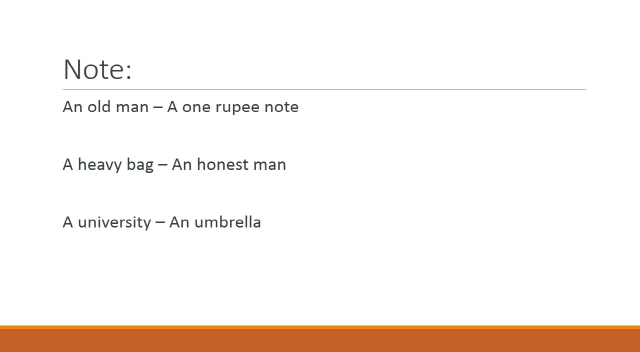 Note:
An old man – A one rupee note
A heavy bag – An honest man
A university – An umbrella